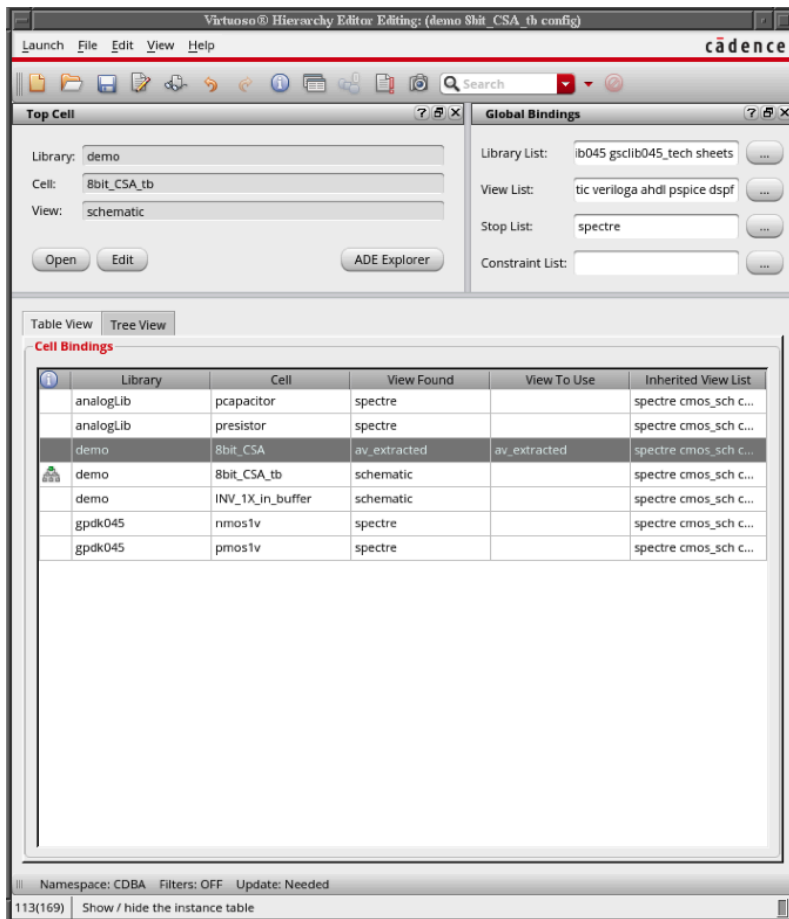 Virtuoso® Hierarchy Editor Editing: (demo 8bit_CSA_tb config)
Launch File Edit View Help
cādence
Search
Top Cell
Library: demo
Cell: 8bit_CSA_tb
View: schematic
Open Edit ADE Explorer
Global Bindings
Library List: ib045 gsclib045_tech sheets ...
View List: tic veriloga ahdl pspice dspf ...
Stop List: spectre ...
Constraint List: ...
Table View Tree View
Cell Bindings
Library Cell View Found View To Use Inherited View List
analogLib pcapacitor spectre spectre cmos_sch c...
analogLib presistor spectre spectre cmos_sch c...
demo 8bit_CSA av_extracted av_extracted spectre cmos_sch c...
demo 8bit_CSA_tb schematic spectre cmos_sch c...
demo INV_1X_in_buffer schematic spectre cmos_sch c...
gpdk045 nmos1v spectre spectre cmos_sch c...
gpdk045 pmos1v spectre spectre cmos_sch c...
Namespace: CDBA Filters: OFF Update: Needed
113(169) Show / hide the instance table